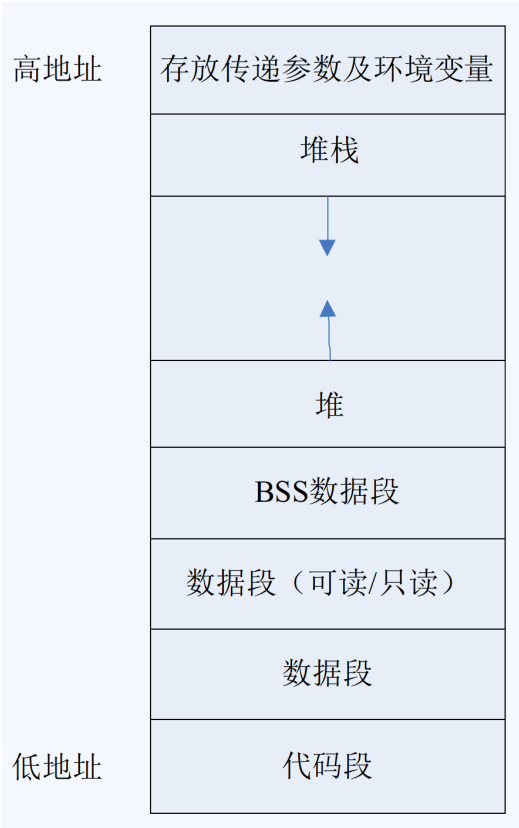 高地址
存放传递参数及环境变量
堆栈
堆
BSS数据段
数据段（可读/只读）
数据段
低地址
代码段